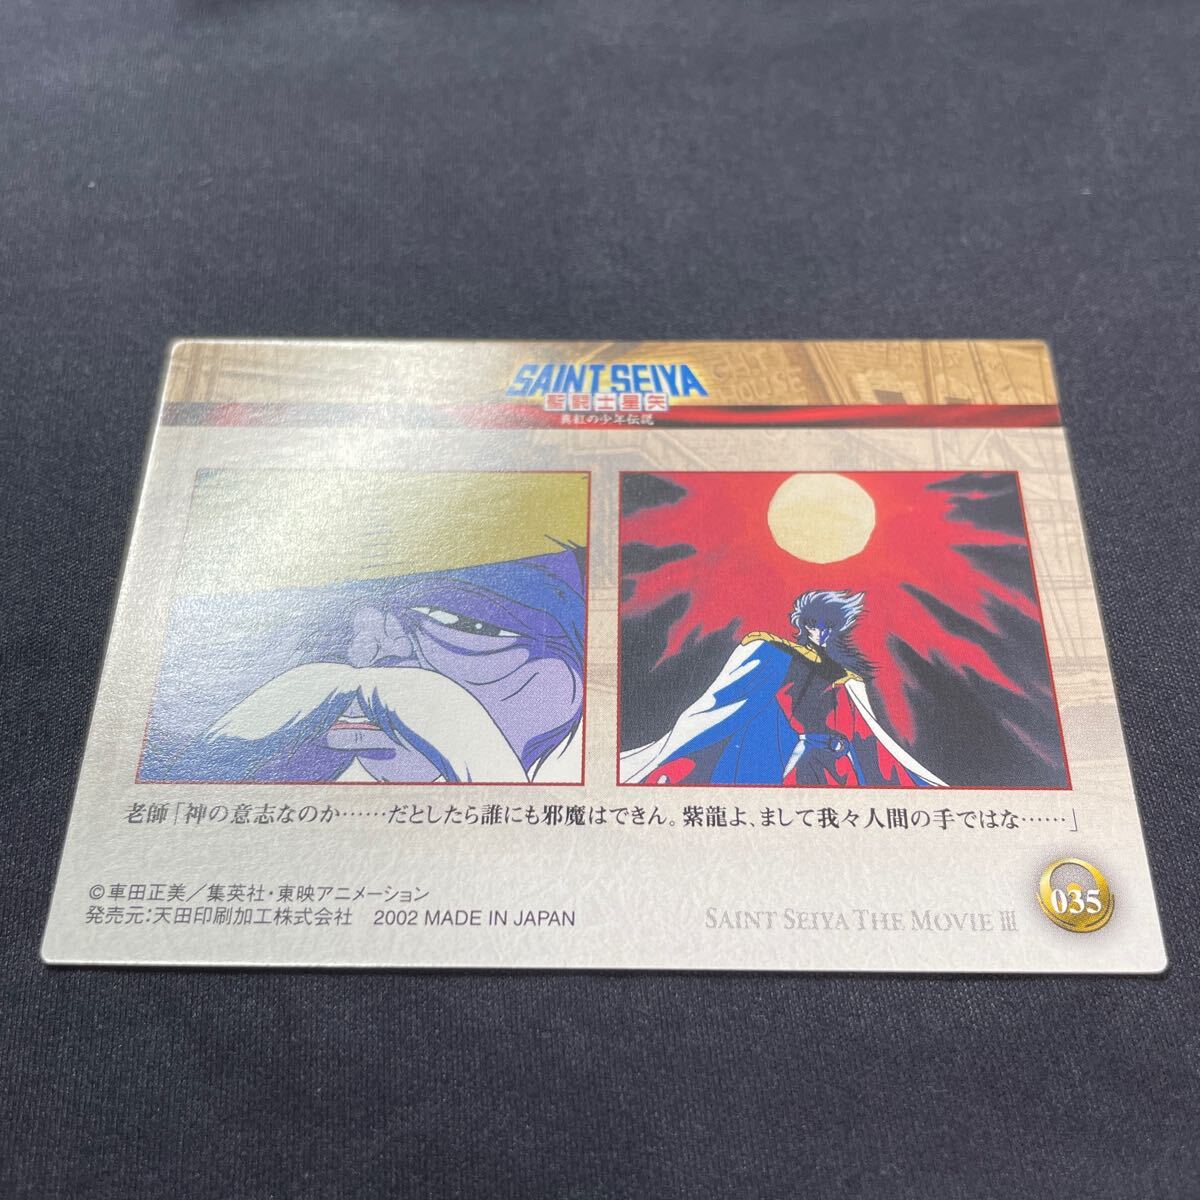 SAINT SEIYA
聖闘士星矢
真紅の少年伝説
老師「神の意志なのか……だとしたら誰にも邪魔はできん。紫龍よ、まして我々人間の手ではな……」
©車田正美／集英社・東映アニメーション
発売元:天田印刷加工株式会社 2002 MADE IN JAPAN
SAINT SEIYA THE MOVIE III
035